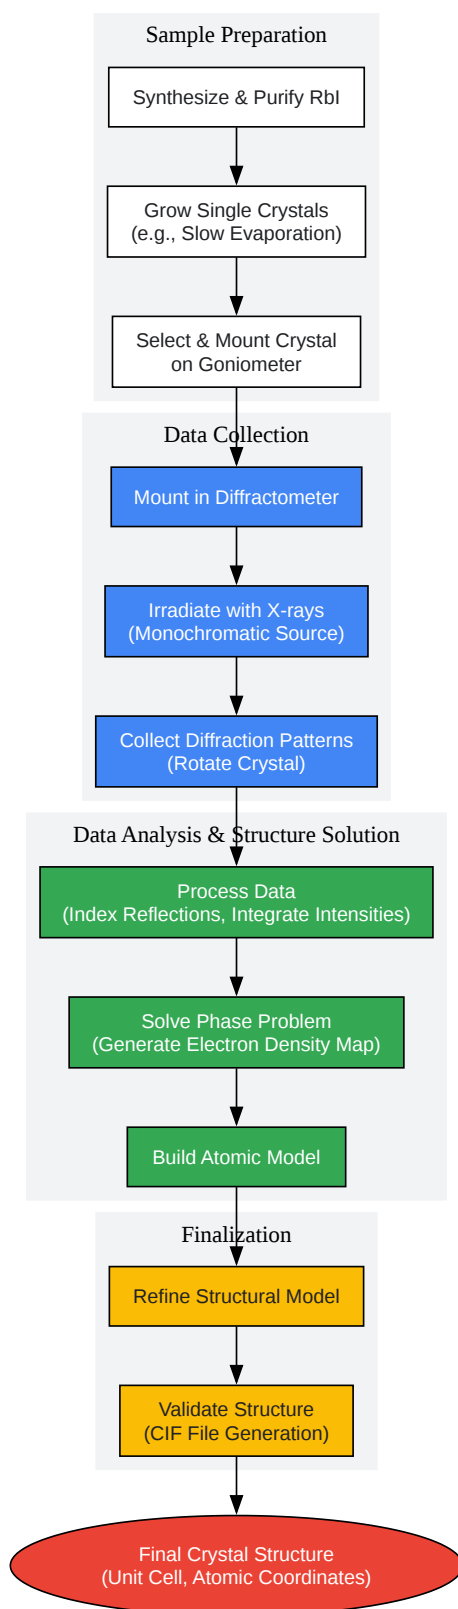 Sample Preparation
Synthesize & Purify RbI
Grow Single Crystals
(e.g., Slow Evaporation)
Select & Mount Crystal
on Goniometer
Data Collection
Mount in Diffractometer
Irradiate with X-rays
(Monochromatic Source)
Collect Diffraction Patterns
(Rotate Crystal)
Data Analysis & Structure Solution
Process Data
(Index Reflections, Integrate Intensities)
Solve Phase Problem
(Generate Electron Density Map)
Build Atomic Model
Finalization
Refine Structural Model
Validate Structure
(CIF File Generation)
Final Crystal Structure
(Unit Cell, Atomic Coordinates)